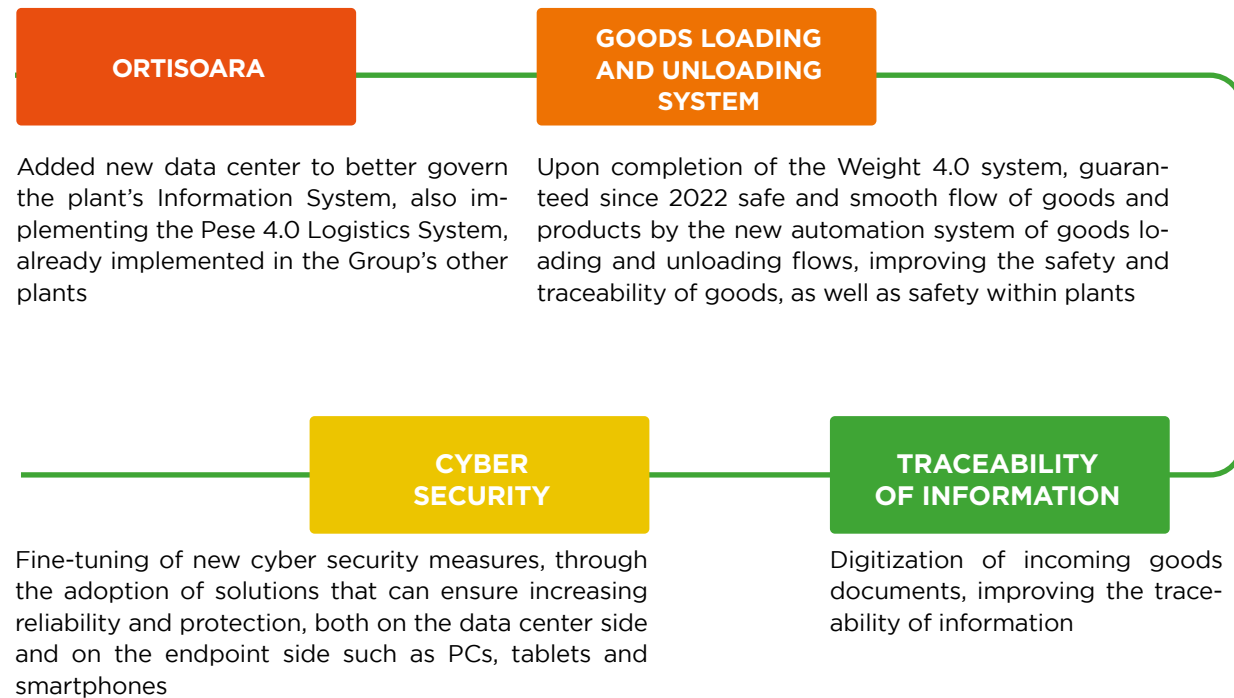 ORTISOARA
Added new data center to better govern
the plant's Information System, also im-
plementing the Pese 4.0 Logistics System,
already implemented in the Group's other
plants
GOODS LOADING
AND UNLOADING
SYSTEM
Upon completion of the Weight 4.0 system, guaran-
teed since 2022 safe and smooth flow of goods and
products by the new automation system of goods lo-
ading and unloading flows, improving the safety and
traceability of goods, as well as safety within plants
TRACEABILITY
OF INFORMATION
Digitization of incoming goods
documents, improving the trace-
ability of information
CYBER
SECURITY
Fine-tuning of new cyber security measures, through
the adoption of solutions that can ensure increasing
reliability and protection, both on the data center side
and on the endpoint side such as PCs, tablets and
smartphones